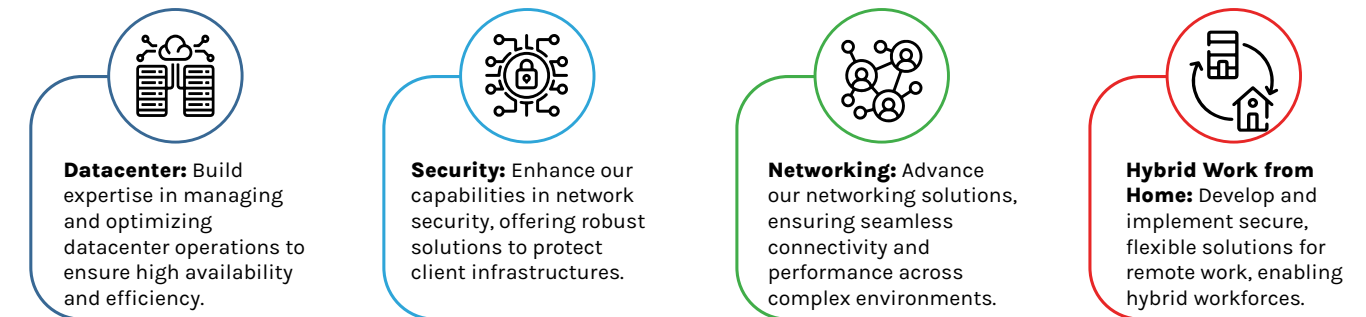 Datacenter: Build
expertise in managing
and optimizing
datacenter operations to
ensure high availability
and efficiency.
Security: Enhance our
capabilities in network
security, offering robust
solutions to protect
client infrastructures.
Networking: Advance
our networking solutions,
ensuring seamless
connectivity and
performance across
complex environments.
Hybrid Work from
Home: Develop and
implement secure,
flexible solutions for
remote work, enabling
hybrid workforces.